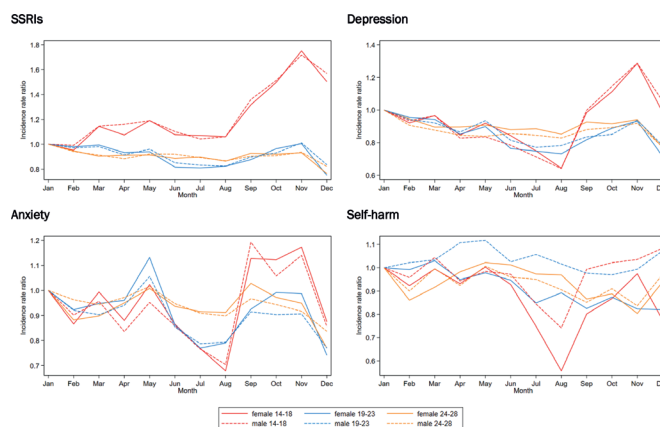 SSRIs
Incidence rate ratio
1.8
1.6
1.4
1.2
1.0
0.8
Jan Feb Mar Apr May Jun Jul Aug Sep Oct Nov Dec
Month
Depression
Incidence rate ratio
1.4
1.2
1.0
0.8
0.6
Jan Feb Mar Apr May Jun Jul Aug Sep Oct Nov D
Month
Anxiety
Incidence rate ratio
1.2
1.1
1.0
0.9
0.8
0.7
Jan Feb Mar Apr May Jun Jul Aug Sep Oct Nov Dec
Month
Self-harm
Incidence rate ratio
1.1
1.0
0.9
0.8
0.7
0.6
Jan Feb Mar Apr May Jun Jul Aug Sep Oct Nov D
Month
female 14-18 female 19-23 female 24-28
male 14-18 male 19-23 male 24-28